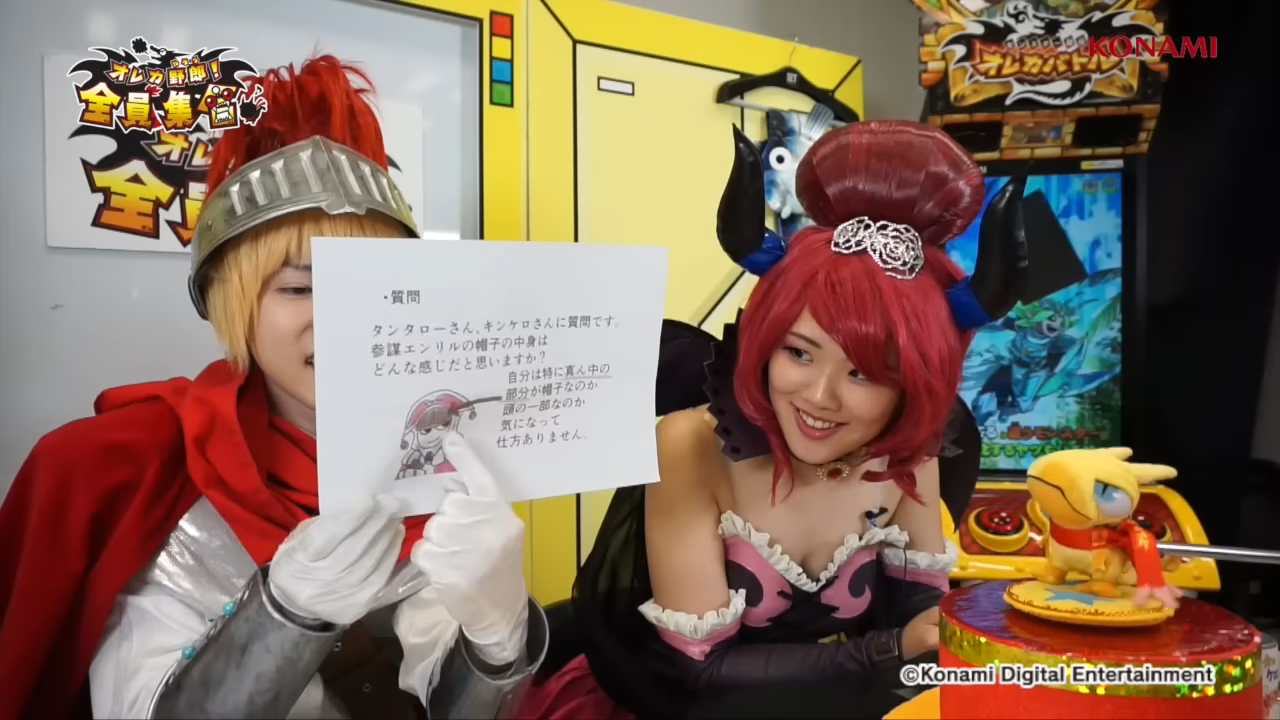 オレカ野郎!
全員集
KONAMI
オレカバトル
オレ
全員
・質問
タンタローさん、キンケロさんに質問です。
参謀エンリルの帽子の中身は
どんな感じだと思いますか?
自分は特に真ん中の
部分が帽子なのか
頭の一部なのか
気になって
仕方ありません。
©Konami Digital Entertainment